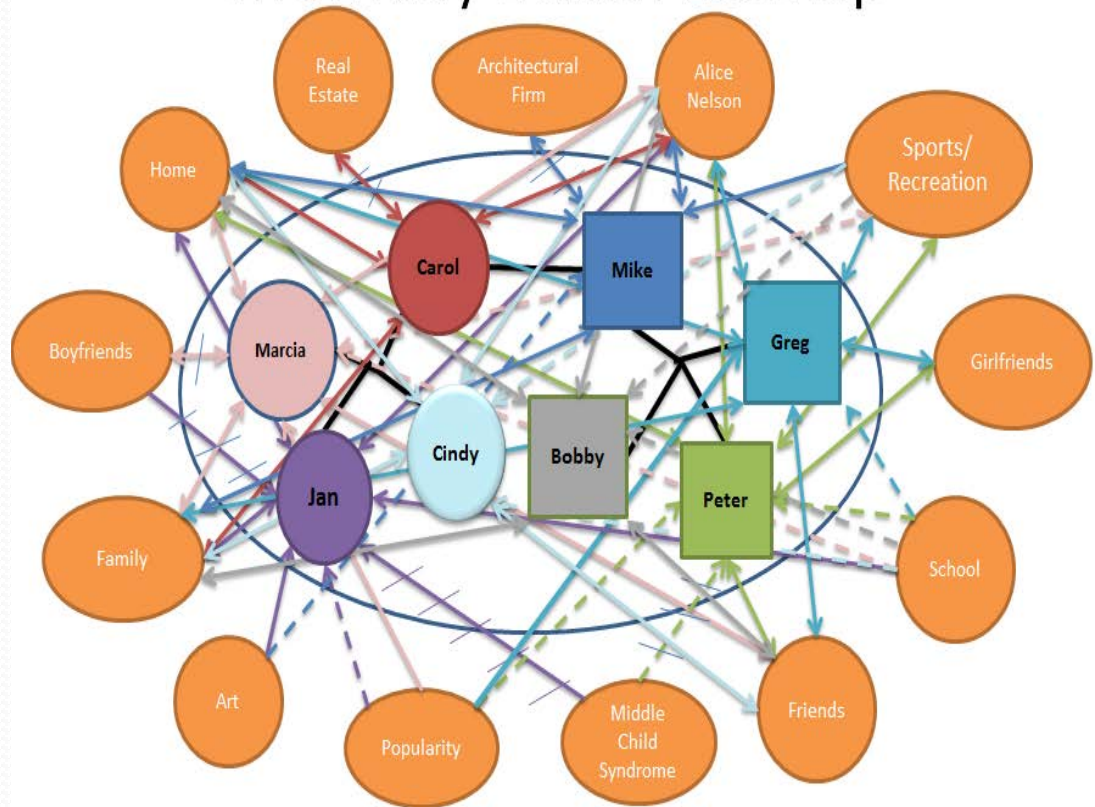 Real
Estate
Architectural
Firm
Alice
Nelson
Sports/
Recreation
Home
Carol
Mike
Marcia
Greg
Boyfriends
Girlfriends
Cindy
Bobby
Jan
Peter
Family
School
Art
Popularity
Middle
Child
Syndrome
Friends